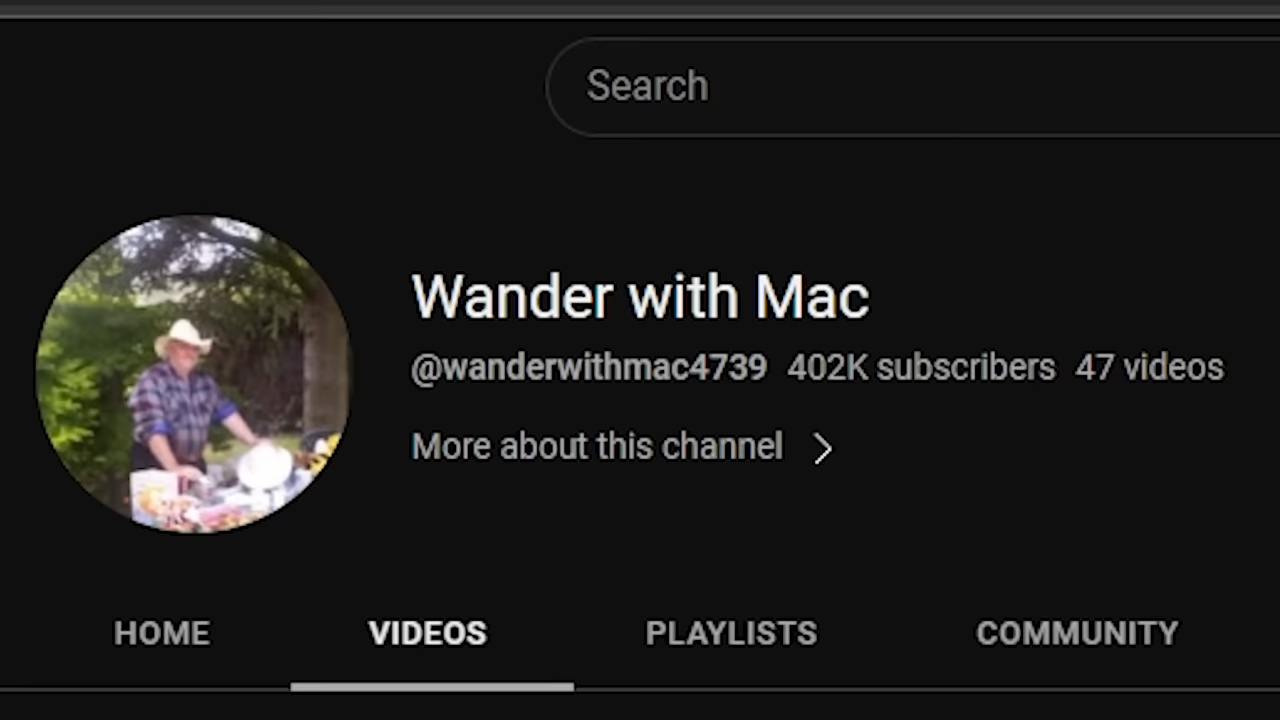 Search
Wander with Mac
@wanderwithmac4739 402K subscribers 47 videos
More about this channel
HOME VIDEOS PLAYLISTS COMMUNITY